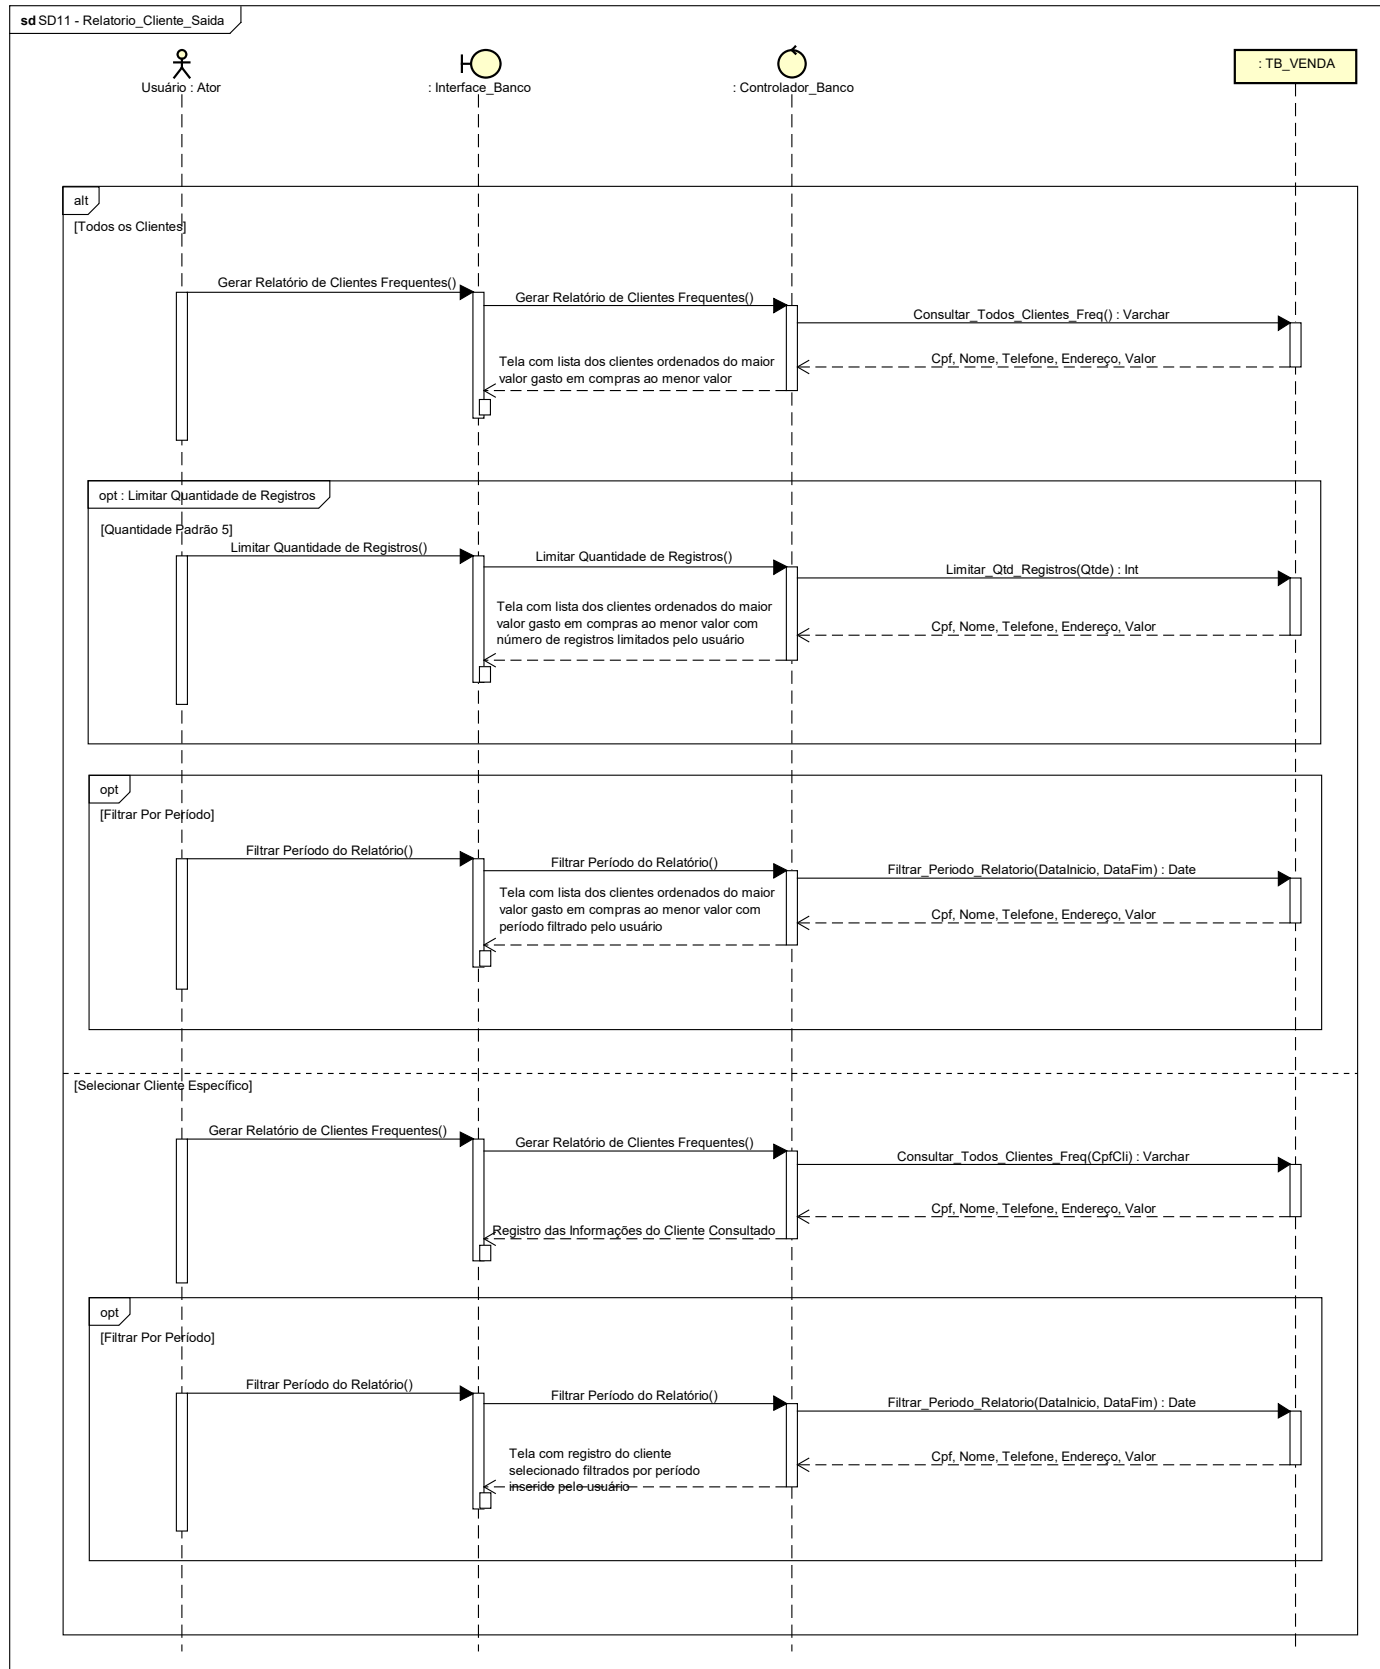 sd SD11 - Relatorio_Cliente_Saida
Usuário : Ator
: Interface_Banco
: Controlador_Banco
: TB_VENDA
alt
[Todos os Clientes]
Gerar Relatório de Clientes Frequentes()
Gerar Relatório de Clientes Frequentes()
Consultar_Todos_Clientes_Freq() : Varchar
Cpf, Nome, Telefone, Endereço, Valor
Tela com lista dos clientes ordenados do maior
valor gasto em compras ao menor valor
opt : Limitar Quantidade de Registros
[Quantidade Padrão 5]
Limitar Quantidade de Registros()
Limitar Quantidade de Registros()
Limitar_Qtd_Registros(Qtde) : Int
Tela com lista dos clientes ordenados do maior
valor gasto em compras ao menor valor com
número de registros limitados pelo usuário
Cpf, Nome, Telefone, Endereço, Valor
opt
[Filtrar Por Período]
Filtrar Período do Relatório()
Filtrar Período do Relatório()
Filtrar_Periodo_Relatorio(DataInicio, DataFim) : Date
Tela com lista dos clientes ordenados do maior
valor gasto em compras ao menor valor com
período filtrado pelo usuário
Cpf, Nome, Telefone, Endereço, Valor
[Selecionar Cliente Específico]
Gerar Relatório de Clientes Frequentes()
Gerar Relatório de Clientes Frequentes()
Consultar_Todos_Clientes_Freq(CpfCli) : Varchar
Cpf, Nome, Telefone, Endereço, Valor
Registro das Informações do Cliente Consultado
opt
[Filtrar Por Período]
Filtrar Período do Relatório()
Filtrar Período do Relatório()
Filtrar_Periodo_Relatorio(DataInicio, DataFim) : Date
Tela com registro do cliente
selecionado filtrados por período
inserido pelo usuário
Cpf, Nome, Telefone, Endereço, Valor